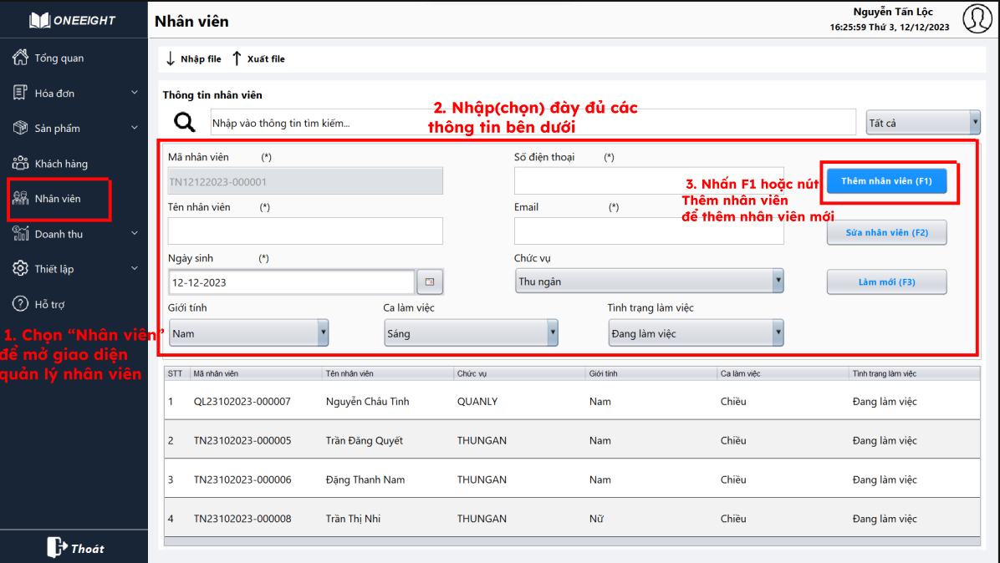 ONEEIGHT
Nhân viên
Nguyễn Tấn Lộc
16:25:59 Thứ 3, 12/12/2023
Tổng quan
Hóa đơn
Sản phẩm
Khách hàng
Nhân viên
Doanh thu
Thiết lập
Hỗ trợ
1. Chọn “Nhân viên”
để mở giao diện
quản lý nhân viên
Thoát
Nhập file
Xuất file
Thông tin nhân viên
2. Nhập(chọn) đày đủ các
thông tin bên dưới
Nhập vào thông tin tìm kiếm...
Tất cả
Mã nhân viên (*)
TN12122023-000001
Số điện thoại (*)
Thêm nhân viên (F1)
3. Nhấn F1 hoặc nút
Thêm nhân viên
để thêm nhân viên mới
Tên nhân viên (*)
Email (*)
Sửa nhân viên (F2)
Ngày sinh (*)
12-12-2023
Chức vụ
Thu ngân
Làm mới (F3)
Giới tính
Nam
Ca làm việc
Sáng
Tình trạng làm việc
Đang làm việc
STT Mã nhân viên Tên nhân viên Chức vụ Giới tính Ca làm việc Tình trạng làm việc
1 QL23102023-000007 Nguyễn Châu Tình QUANLY Nam Chiều Đang làm việc
2 TN23102023-000005 Trần Đăng Quyết THUNGAN Nam Chiều Đang làm việc
3 TN23102023-000006 Đặng Thanh Nam THUNGAN Nam Chiều Đang làm việc
4 TN23102023-000008 Trần Thị Nhi THUNGAN Nữ Chiều Đang làm việc